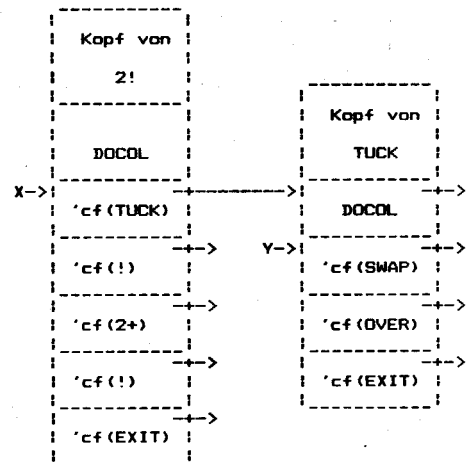 Kopf von
2!
DOCOL
X->
'cf(TUCK)
'cf(!)
'cf(2+)
'cf(!)
'cf(EXIT)
Kopf von
TUCK
DOCOL
Y->
'cf(SWAP)
'cf(OVER)
'cf(EXIT)